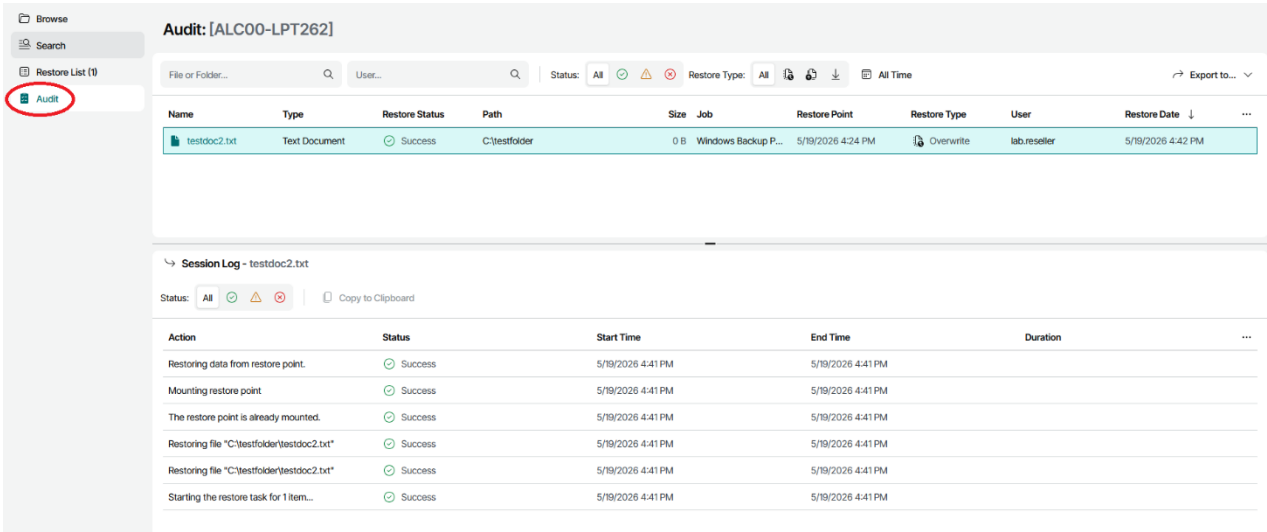 Browse
Search
Restore List (1)
Audit
Audit: [ALC00-LPT262]
File or Folder... User... Status: All Restore Type: All All Time Export to...
Name Type Restore Status Path Size Job Restore Point Restore Type User Restore Date ↓ ...
testdoc2.txt Text Document Success C:\testfolder 0 B Windows Backup P... 5/19/2026 4:24 PM Overwrite lab.reseller 5/19/2026 4:42 PM
Session Log - testdoc2.txt
Status: All Copy to Clipboard
Action Status Start Time End Time Duration ...
Restoring data from restore point. Success 5/19/2026 4:41 PM 5/19/2026 4:41 PM
Mounting restore point Success 5/19/2026 4:41 PM 5/19/2026 4:41 PM
The restore point is already mounted. Success 5/19/2026 4:41 PM 5/19/2026 4:41 PM
Restoring file "C:\testfolder\testdoc2.txt" Success 5/19/2026 4:41 PM 5/19/2026 4:41 PM
Restoring file "C:\testfolder\testdoc2.txt" Success 5/19/2026 4:41 PM 5/19/2026 4:41 PM
Starting the restore task for 1 item... Success 5/19/2026 4:41 PM 5/19/2026 4:41 PM